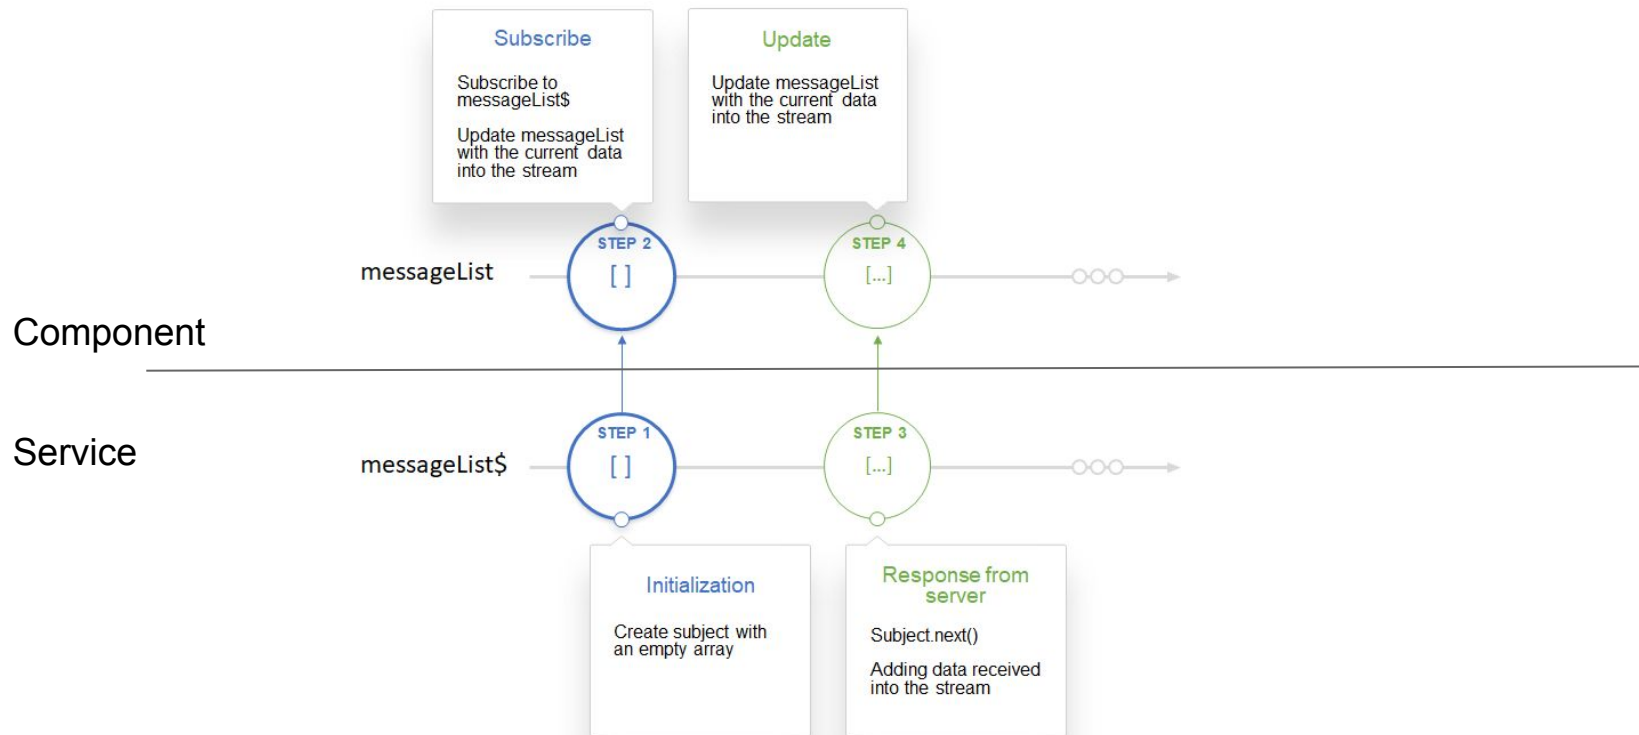 Subscribe
Subscribe to
messageList$
Update messageList
with the current data
into the stream
Update
Update messageList
with the current data
into the stream
STEP 2
[ ]
STEP 4
[...]
messageList
Component
Service
STEP 1
[ ]
STEP 3
[...]
messageList$
Initialization
Create subject with
an empty array
Response from
server
Subject.next()
Adding data received
into the stream